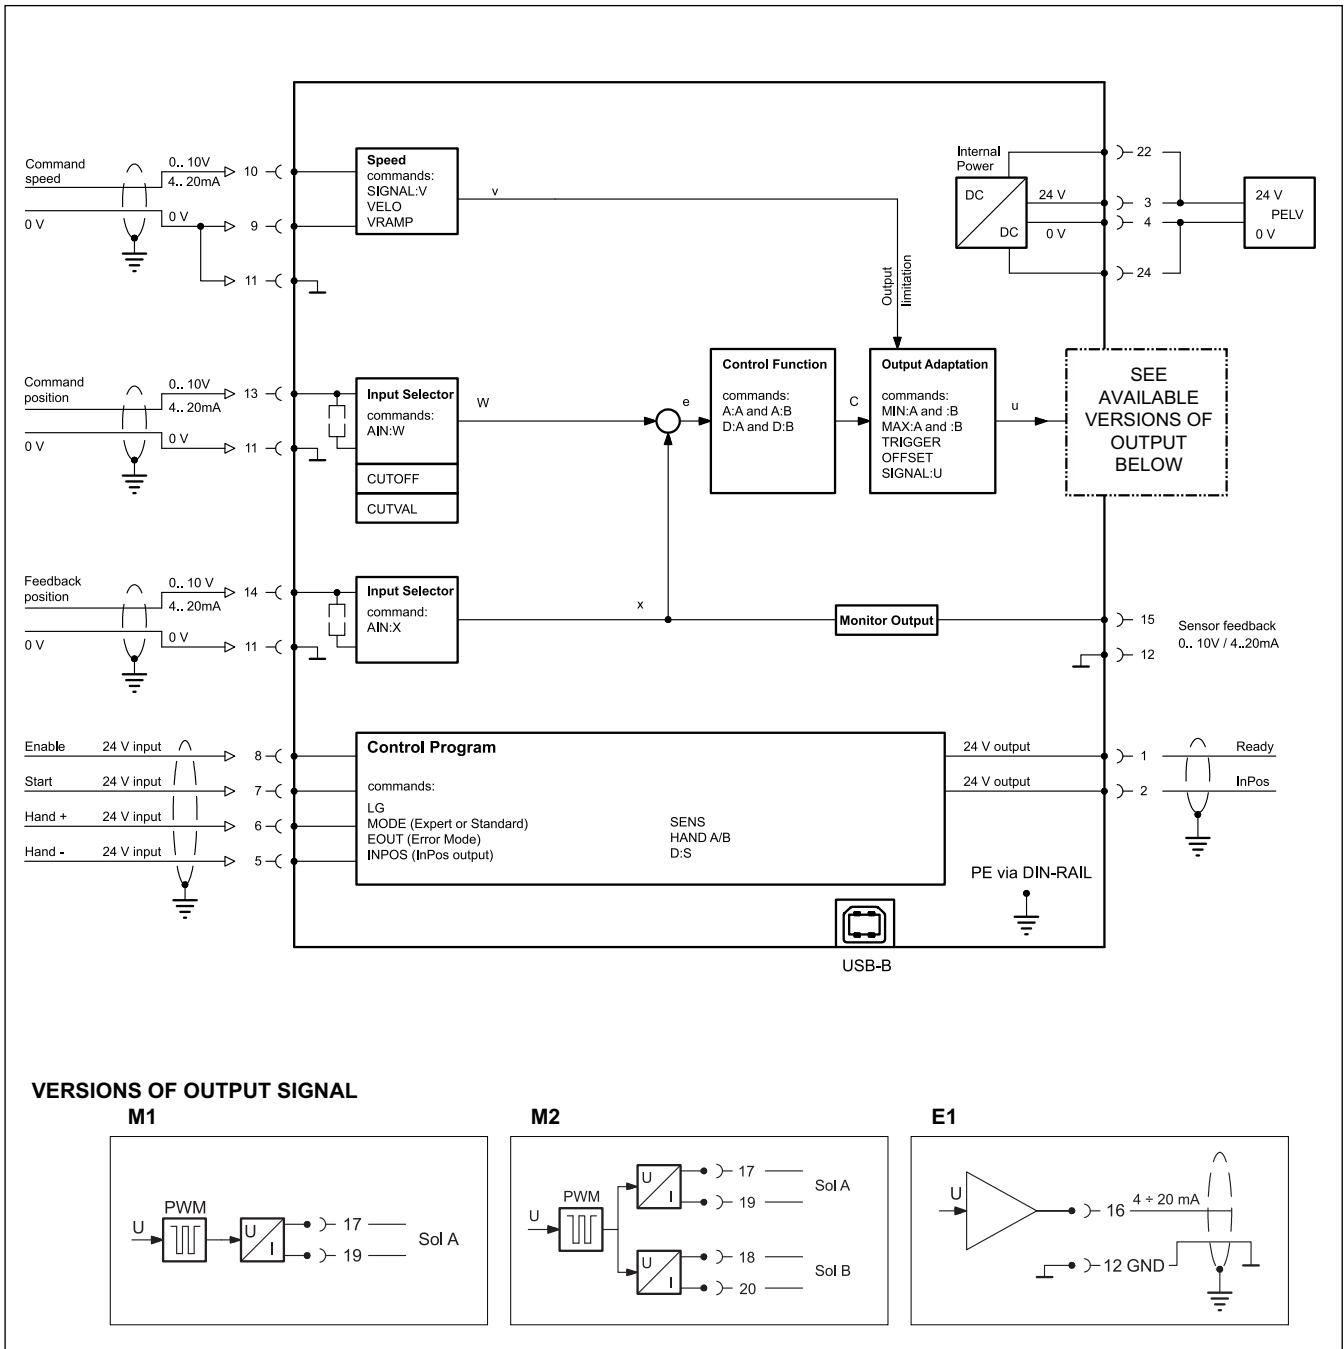 Command
speed
0.. 10V
4.. 20mA
10
0 V
0 V
9
11
Speed
commands:
SIGNAL:V
VELO
VRAMP
v
Output
limitation
Internal
Power
DC
DC
24 V
0 V
22
3
4
24
24 V
PELV
0 V
Command
position
0.. 10V
4.. 20mA
13
0 V
0 V
11
Input Selector
commands:
AIN:W
CUTOFF
CUTVAL
W
e
Control Function
commands:
A:A and A:B
D:A and D:B
C
Output Adaptation
commands:
MIN:A and :B
MAX:A and :B
TRIGGER
OFFSET
SIGNAL:U
u
SEE
AVAILABLE
VERSIONS OF
OUTPUT
BELOW
Feedback
position
0.. 10 V
4.. 20mA
14
0 V
0 V
11
Input Selector
command:
AIN:X
x
Monitor Output
15
12
Sensor feedback
0.. 10V / 4..20mA
Enable 24 V input 8
Start 24 V input 7
Hand + 24 V input 6
Hand - 24 V input 5
Control Program
commands:
LG
MODE (Expert or Standard)
EOUT (Error Mode)
INPOS (InPos output)
SENS
HAND A/B
D:S
24 V output 1 Ready
24 V output 2 InPos
PE via DIN-RAIL
USB-B
VERSIONS OF OUTPUT SIGNAL
M1
U
PWM
U
I
17
19
Sol A
M2
U
PWM
U
I
17
19
Sol A
U
I
18
20
Sol B
E1
U
16
4 ÷ 20 mA
12 GND